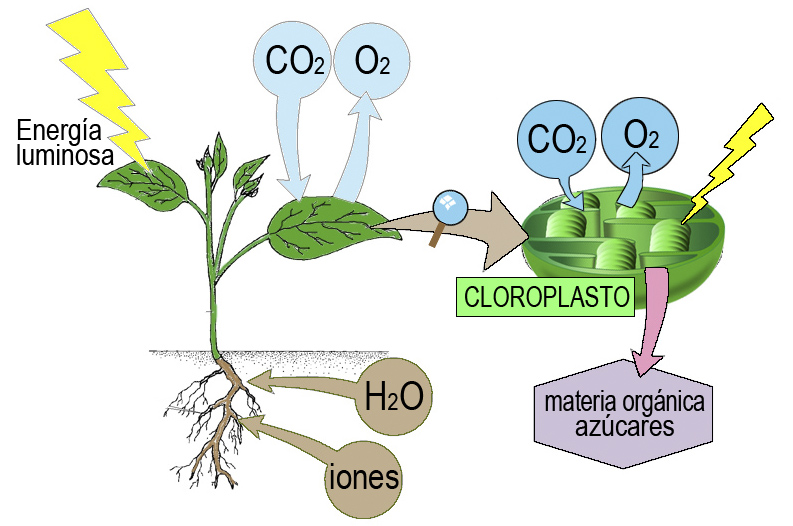 Energía
luminosa
CO2
O2
CO2
O2
CLOROPLASTO
H2O
iones
materia orgánica
azúcares